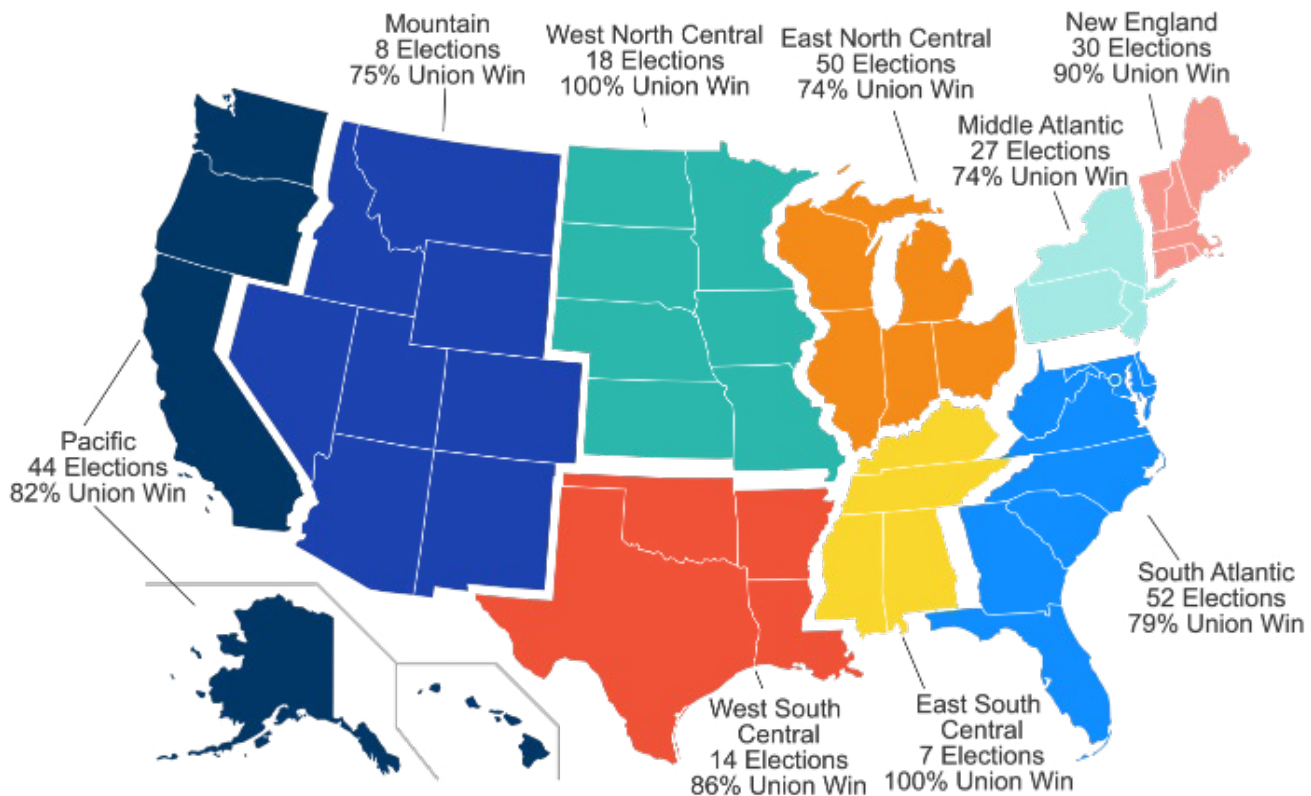 Mountain
8 Elections
75% Union Win
West North Central
18 Elections
100% Union Win
East North Central
50 Elections
74% Union Win
New England
30 Elections
90% Union Win
Middle Atlantic
27 Elections
74% Union Win
Pacific
44 Elections
82% Union Win
South Atlantic
52 Elections
79% Union Win
West South
Central
14 Elections
86% Union Win
East South
Central
7 Elections
100% Union Win